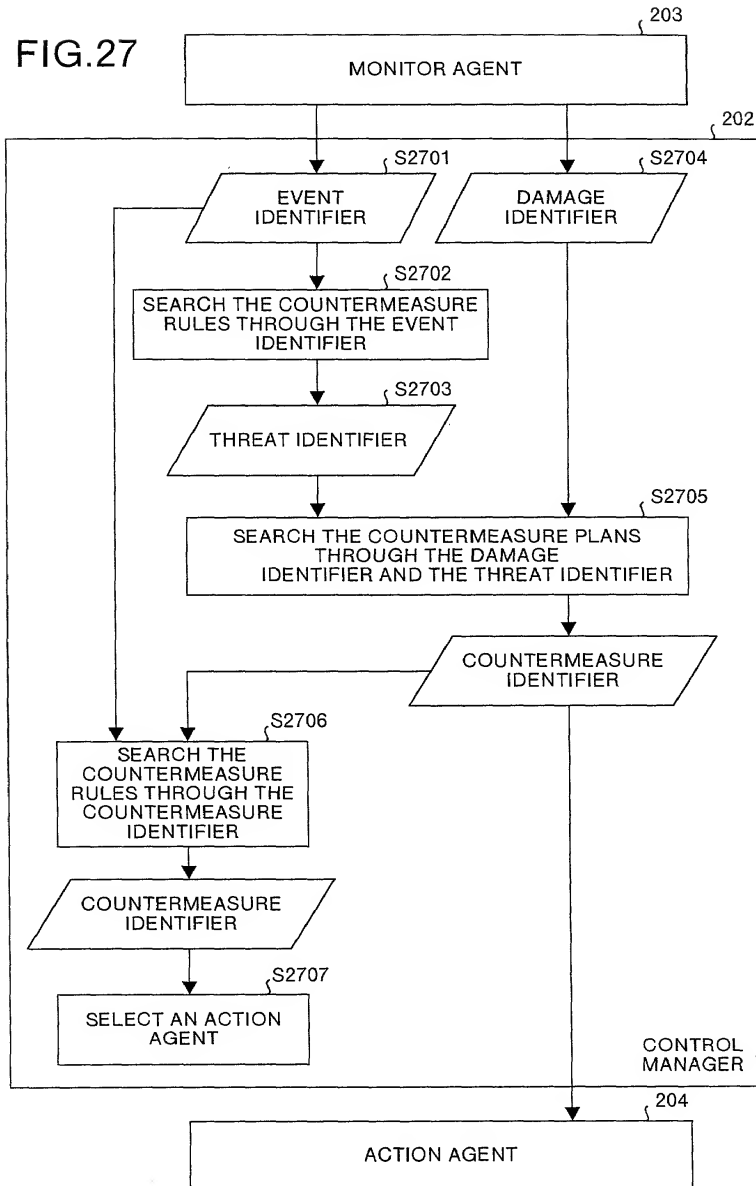 FIG.27
203
MONITOR AGENT
202
S2701
EVENT
IDENTIFIER
S2704
DAMAGE
IDENTIFIER
S2702
SEARCH THE COUNTERMEASURE
RULES THROUGH THE EVENT
IDENTIFIER
S2703
THREAT IDENTIFIER
S2705
SEARCH THE COUNTERMEASURE PLANS
THROUGH THE DAMAGE
IDENTIFIER AND THE THREAT IDENTIFIER
COUNTERMEASURE
IDENTIFIER
S2706
SEARCH THE
COUNTERMEASURE
RULES THROUGH THE
COUNTERMEASURE
IDENTIFIER
COUNTERMEASURE
IDENTIFIER
S2707
SELECT AN ACTION
AGENT
CONTROL
MANAGER
204
ACTION AGENT